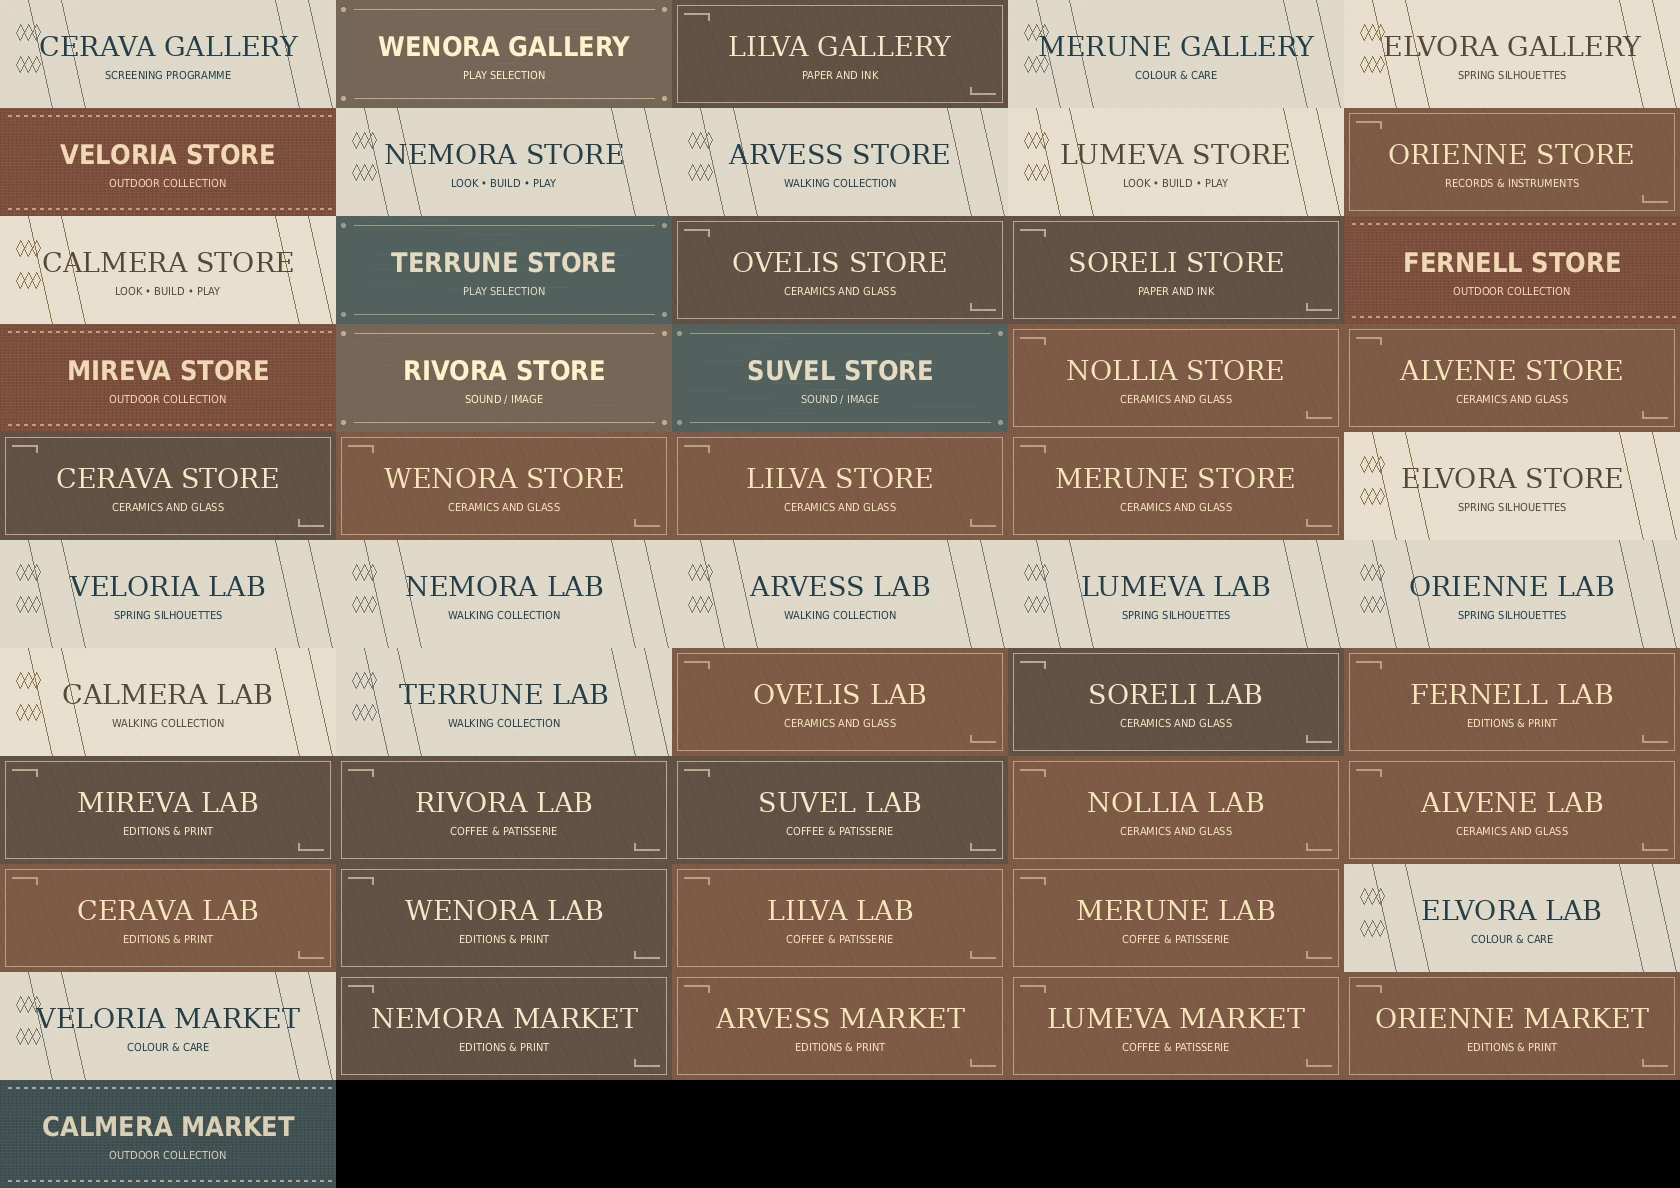 CERAVA GALLERY
SCREENING PROGRAMME
WENORA GALLERY
PLAY SELECTION
LILVA GALLERY
PAPER AND INK
MERUNE GALLERY
COLOUR & CARE
ELVORA GALLERY
SPRING SILHOUETTES
VELORIA STORE
OUTDOOR COLLECTION
NEMORA STORE
LOOK • BUILD • PLAY
ARVESS STORE
WALKING COLLECTION
LUMEVA STORE
LOOK • BUILD • PLAY
ORIENNE STORE
RECORDS & INSTRUMENTS
CALMERA STORE
LOOK • BUILD • PLAY
TERRUNE STORE
PLAY SELECTION
OVELIS STORE
CERAMICS AND GLASS
SORELI STORE
PAPER AND INK
FERNELL STORE
OUTDOOR COLLECTION
MIREVA STORE
OUTDOOR COLLECTION
RIVORA STORE
SOUND / IMAGE
SUVEL STORE
SOUND / IMAGE
NOLLIA STORE
CERAMICS AND GLASS
ALVENE STORE
CERAMICS AND GLASS
CERAVA STORE
CERAMICS AND GLASS
WENORA STORE
CERAMICS AND GLASS
LILVA STORE
CERAMICS AND GLASS
MERUNE STORE
CERAMICS AND GLASS
ELVORA STORE
SPRING SILHOUETTES
VELORIA LAB
SPRING SILHOUETTES
NEMORA LAB
WALKING COLLECTION
ARVESS LAB
WALKING COLLECTION
LUMEVA LAB
SPRING SILHOUETTES
ORIENNE LAB
SPRING SILHOUETTES
CALMERA LAB
WALKING COLLECTION
TERRUNE LAB
WALKING COLLECTION
OVELIS LAB
CERAMICS AND GLASS
SORELI LAB
CERAMICS AND GLASS
FERNELL LAB
EDITIONS & PRINT
MIREVA LAB
EDITIONS & PRINT
RIVORA LAB
COFFEE & PATISSERIE
SUVEL LAB
COFFEE & PATISSERIE
NOLLIA LAB
CERAMICS AND GLASS
ALVENE LAB
CERAMICS AND GLASS
CERAVA LAB
EDITIONS & PRINT
WENORA LAB
EDITIONS & PRINT
LILVA LAB
COFFEE & PATISSERIE
MERUNE LAB
COFFEE & PATISSERIE
ELVORA LAB
COLOUR & CARE
VELORIA MARKET
COLOUR & CARE
NEMORA MARKET
EDITIONS & PRINT
ARVESS MARKET
EDITIONS & PRINT
LUMEVA MARKET
COFFEE & PATISSERIE
ORIENNE MARKET
EDITIONS & PRINT
CALMERA MARKET
OUTDOOR COLLECTION